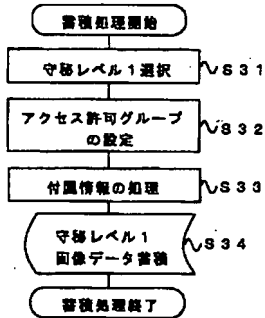 蓄積処理開始
守秘レベル1選択
S31
アクセス許可グループ
の設定
S32
付属情報の処理
S33
守秘レベル1
画像データ蓄積
S34
蓄積処理終了